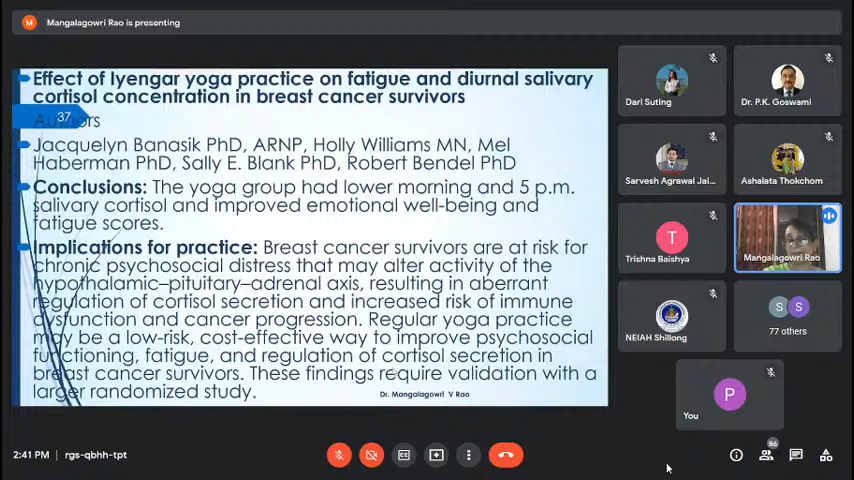 M Mangalagowri Rao is presenting
Effect of Iyengar yoga practice on fatigue and diurnal salivary
cortisol concentration in breast cancer survivors
37
Authors
Jacquelyn Banasik PhD, ARNP, Holly Williams MN, Mel
Haberman PhD, Sally E. Blank PhD, Robert Bendel PhD
Conclusions: The yoga group had lower morning and 5 p.m.
salivary cortisol and improved emotional well-being and
fatigue scores.
Implications for practice: Breast cancer survivors are at risk for
chronic psychosocial distress that may alter activity of the
hypothalamic–pituitary–adrenal axis, resulting in aberrant
regulation of cortisol secretion and increased risk of immune
dysfunction and cancer progression. Regular yoga practice
may be a low-risk, cost-effective way to improve psychosocial
functioning, fatigue, and regulation of cortisol secretion in
breast cancer survivors. These findings require validation with a
larger randomized study.
Dr. Mangalagowri V Rao
Dari Suting
Dr. P.K. Goswami
Sarvesh Agrawal Jai...
Ashalata Thokchom
T
Trishna Baishya
Mangalagowri Rao
NEIAH Shillong
S S
77 others
P
You
2:41 PM | rgs-qbhh-tpt
CC
86